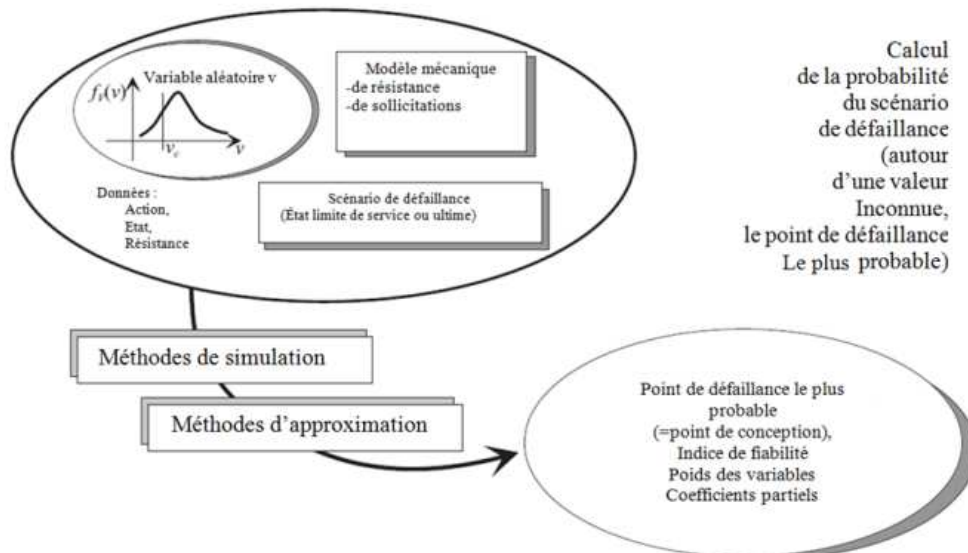 Variable aléatoire v
f_v(v)
v_c
v
Modèle mécanique
-de résistance
-de sollicitations
Données :
Action,
Etat,
Résistance
Scénario de défaillance
(État limite de service ou ultime)
Calcul
de la probabilité
du scénario
de défaillance
(autour
d'une valeur
Inconnue,
le point de défaillance
Le plus probable)
Méthodes de simulation
Méthodes d'approximation
Point de défaillance le plus
probable
(=point de conception),
Indice de fiabilité
Poids des variables
Coefficients partiels